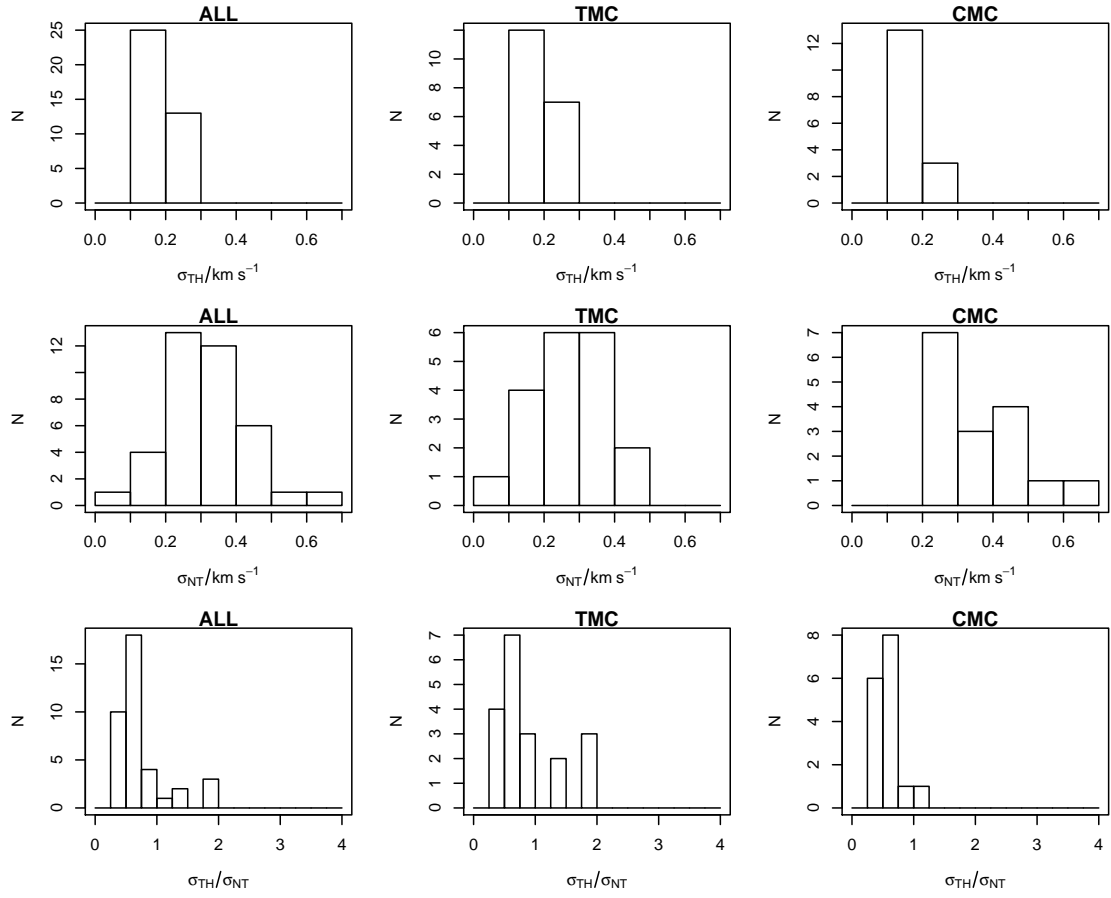 ALL
TMC
CMC
N
0 5 10 15 20 25
N
0 2 4 6 8 10
N
0 2 4 6 8 12
0.0 0.2 0.4 0.6
0.0 0.2 0.4 0.6
0.0 0.2 0.4 0.6
σTH/km s−1
σTH/km s−1
σTH/km s−1
ALL
TMC
CMC
N
0 2 4 6 8 12
N
0 1 2 3 4 5 6
N
0 1 2 3 4 5 6 7
0.0 0.2 0.4 0.6
0.0 0.2 0.4 0.6
0.0 0.2 0.4 0.6
σNT/km s−1
σNT/km s−1
σNT/km s−1
ALL
TMC
CMC
N
0 5 10 15
N
0 1 2 3 4 5 6 7
N
0 2 4 6 8
0 1 2 3 4
0 1 2 3 4
0 1 2 3 4
σTH/σNT
σTH/σNT
σTH/σNT